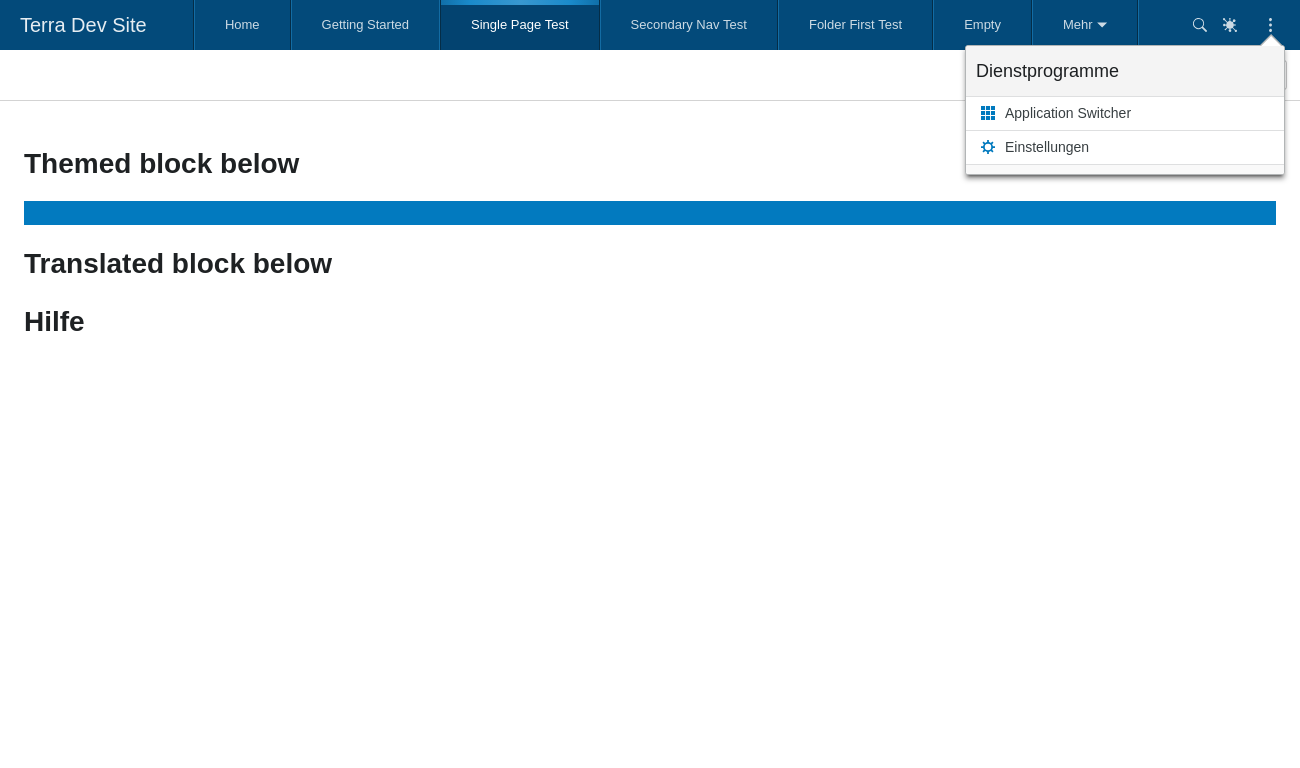 Terra Dev Site
Home
Getting Started
Single Page Test
Secondary Nav Test
Folder First Test
Empty
Mehr
Dienstprogramme
Application Switcher
Einstellungen
Themed block below
Translated block below
Hilfe